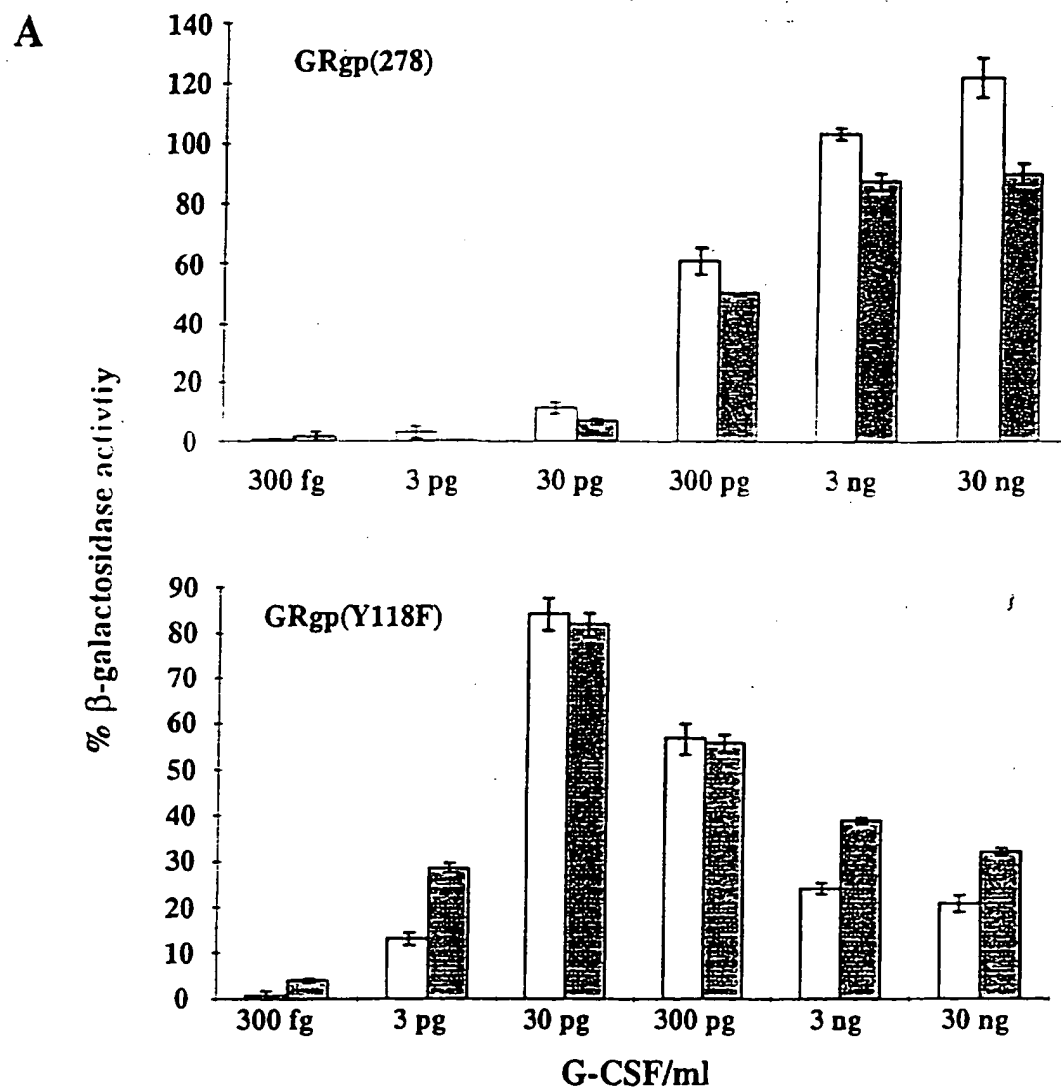 A
140
GRgp(278)
120
100
80
60
40
20
0
300 fg 3 pg 30 pg 300 pg 3 ng 30 ng
% β-galactosidase activtiy
90
GRgp(Y118F)
80
70
60
50
40
30
20
10
0
300 fg 3 pg 30 pg 300 pg 3 ng 30 ng
G-CSF/ml